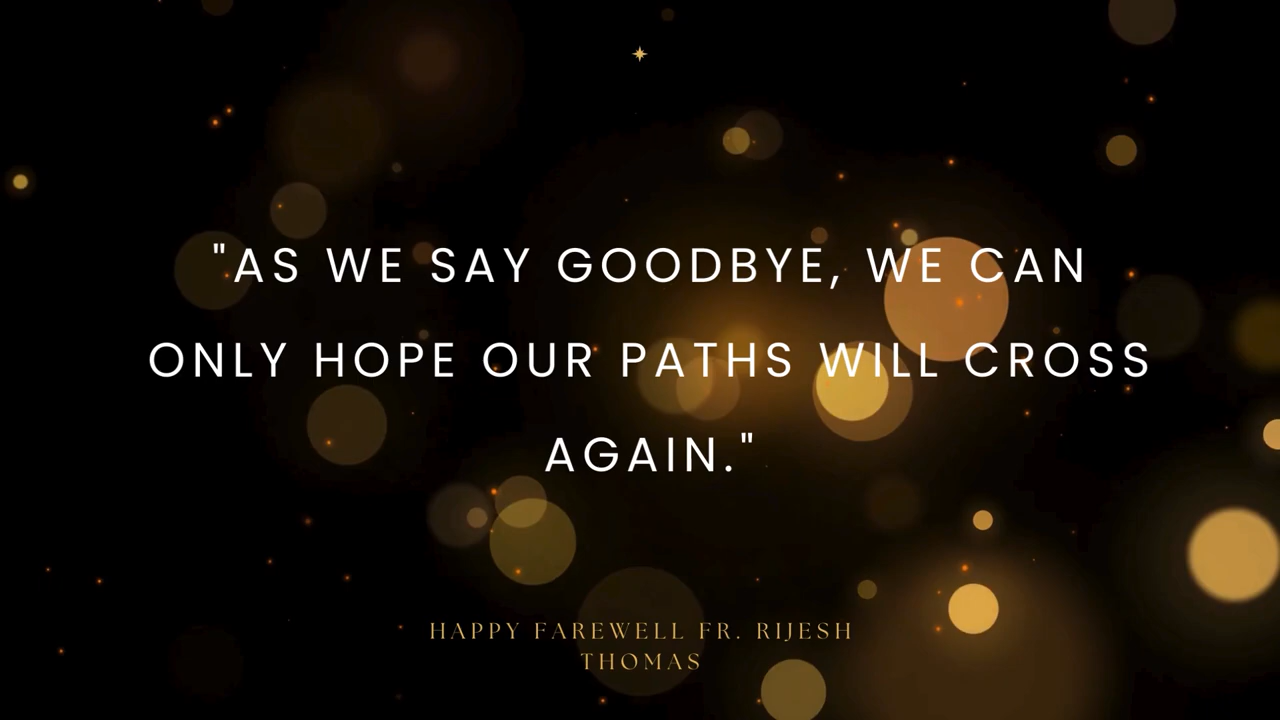 "AS WE SAY GOODBYE, WE CAN
ONLY HOPE OUR PATHS WILL CROSS
AGAIN."
HAPPY FAREWELL FR. RIJESH
THOMAS